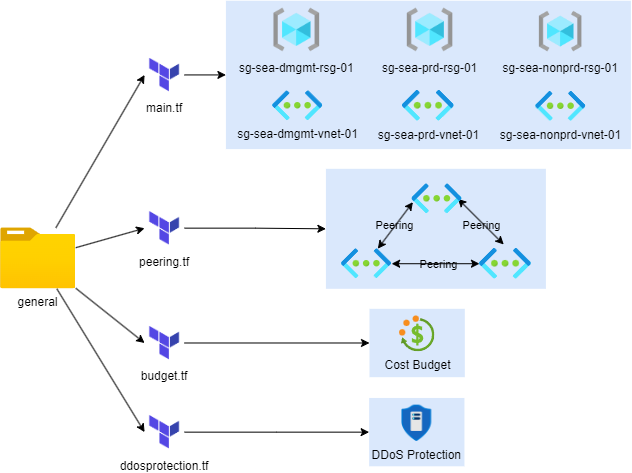 sg-sea-dmgmt-rsg-01 sg-sea-prd-rsg-01 sg-sea-nonprd-rsg-01
main.tf
sg-sea-dmgmt-vnet-01 sg-sea-prd-vnet-01 sg-sea-nonprd-vnet-01
Peering Peering
peering.tf
Peering
general
budget.tf
Cost Budget
DDoS Protection
ddosprotection.tf